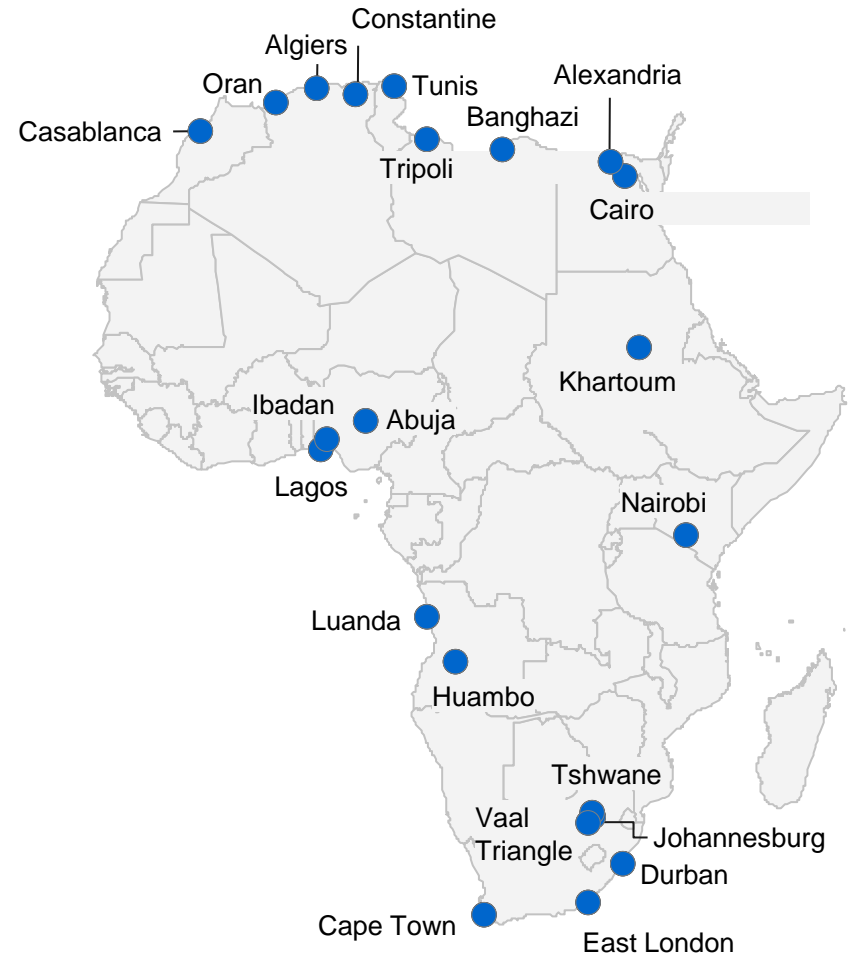 Constantine
Algiers
Oran
Tunis
Alexandria
Banghazi
Casablanca
Tripoli
Cairo
Khartoum
Ibadan
Abuja
Lagos
Nairobi
Luanda
Huambo
Tshwane
Vaal
Triangle
Johannesburg
Durban
Cape Town
East London